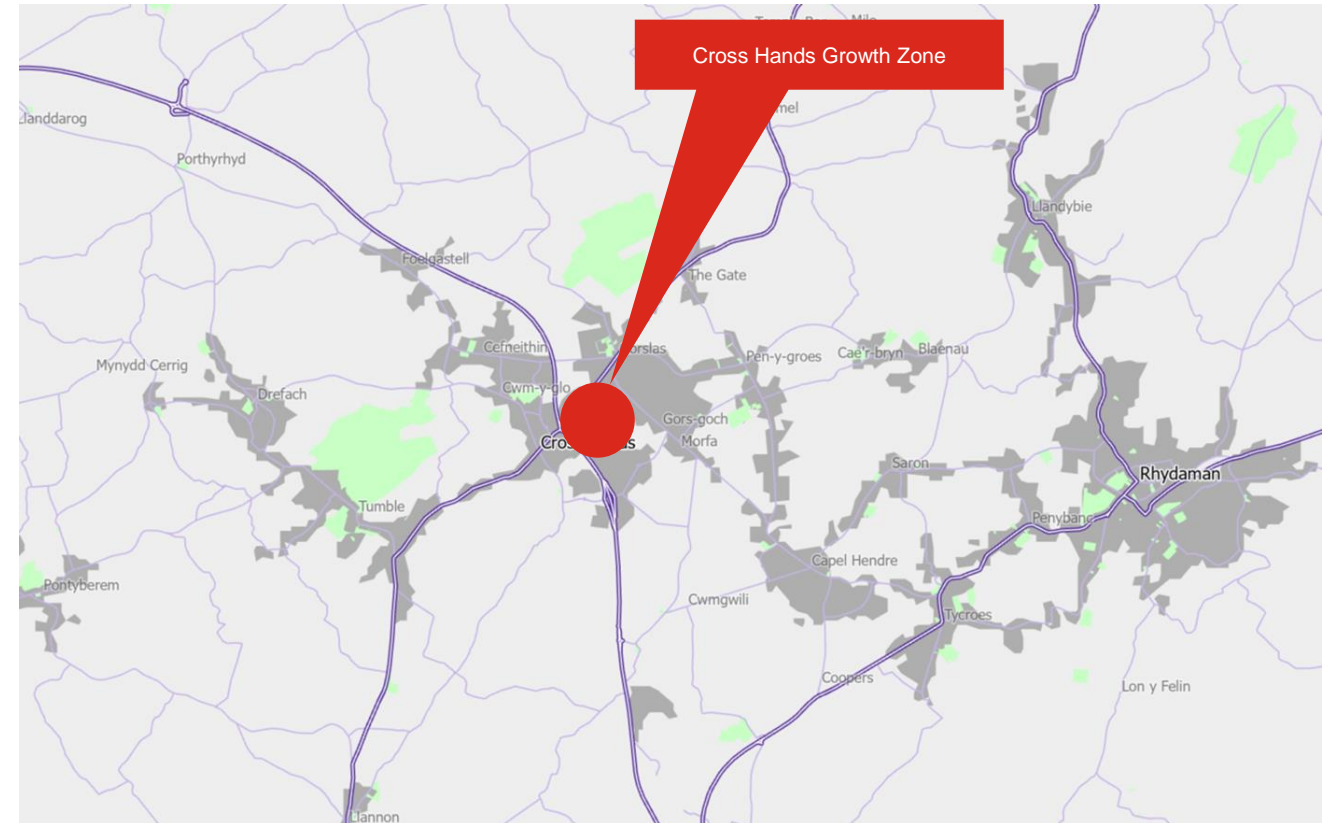 Cross Hands Growth Zone
Llanddarog
Porthyrhyd
Llandybie
Foelgastell
The Gate
Cefneithin
Pen-y-groes
Cae'r-bryn
Blaenau
Mynydd Cerrig
Cwm-y-glo
Drefach
Gors-goch
Morfa
Saron
Rhydaman
Tumble
Penybanc
Capel Hendre
Pontyberem
Cwmgwili
Tycroes
Coopers
Lon y Felin
Llannon